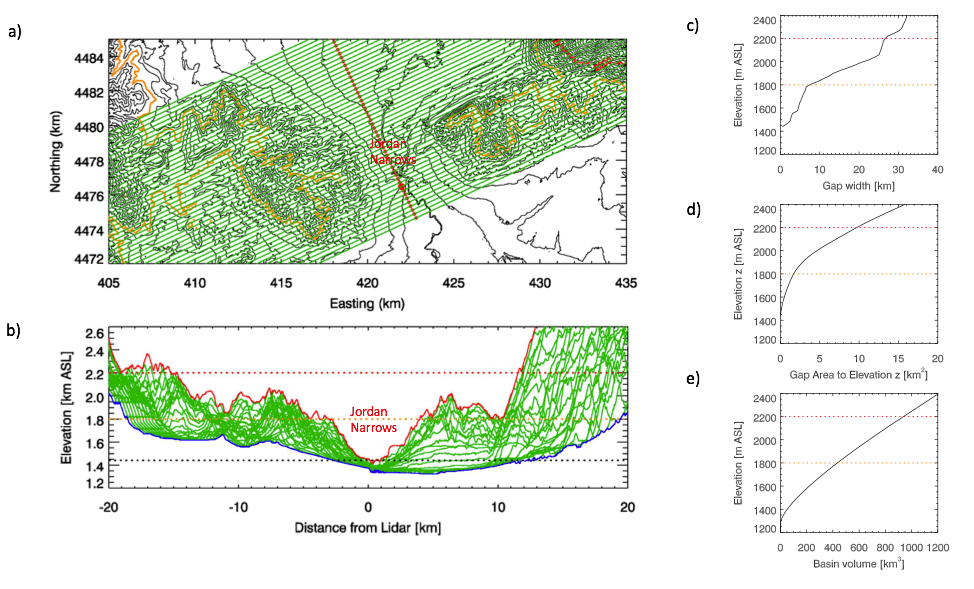 a)
4484
4482
4480
4478
4476
4474
4472
Northing (km)
Jordan
Narrows
405 410 415 420 425 430 435
Easting (km)
b)
2.6
2.4
2.2
2.0
1.8
1.6
1.4
1.2
Elevation [km ASL]
Jordan
Narrows
-20 -10 0 10 20
Distance from Lidar [km]
c)
2400
2200
2000
1800
1600
1400
1200
Elevation [m ASL]
0 10 20 30 40
Gap width [km]
d)
2400
2200
2000
1800
1600
1400
1200
Elevation z [m ASL]
0 5 10 15 20
Gap Area to Elevation z [km2]
e)
2400
2200
2000
1800
1600
1400
1200
Elevation [m ASL]
0 200 400 600 800 1000 1200
Basin volume [km3]